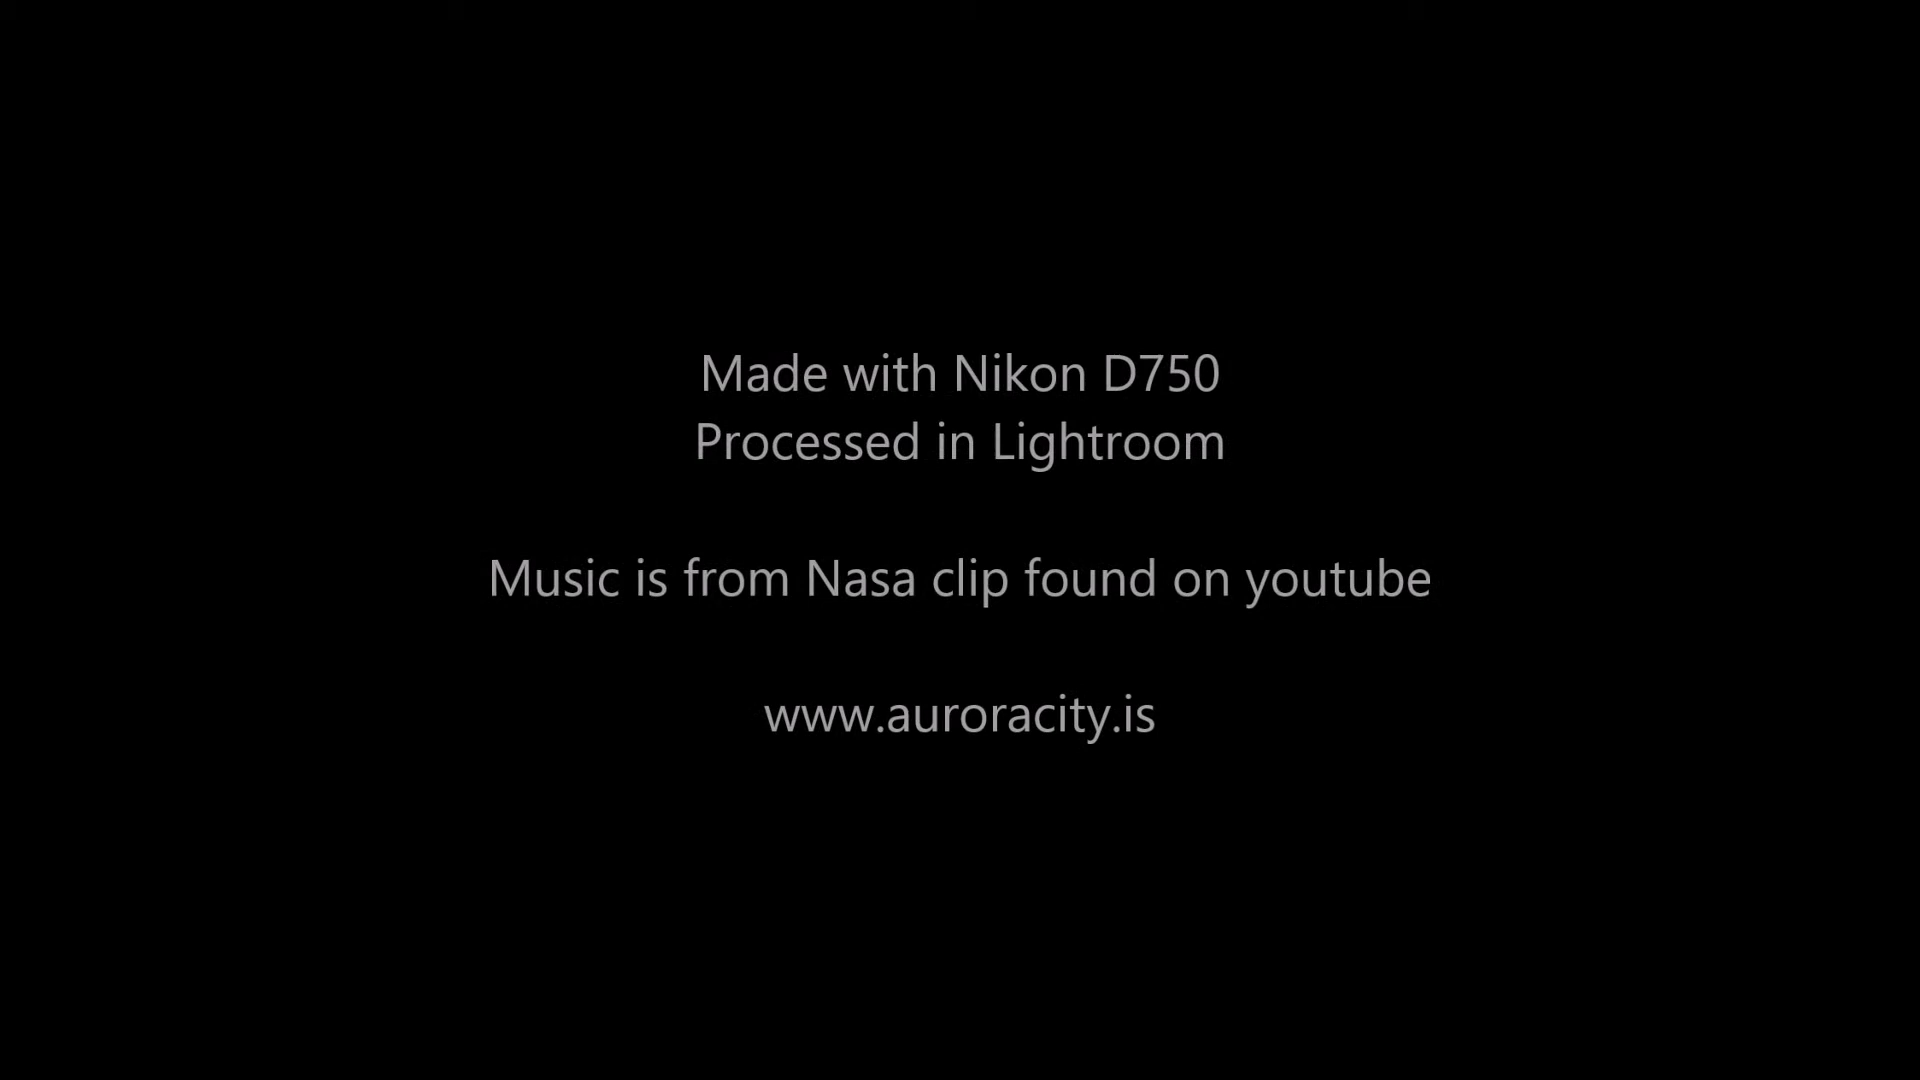 Made with Nikon D750
Processed in Lightroom
Music is from Nasa clip found on youtube
www.auroracity.is